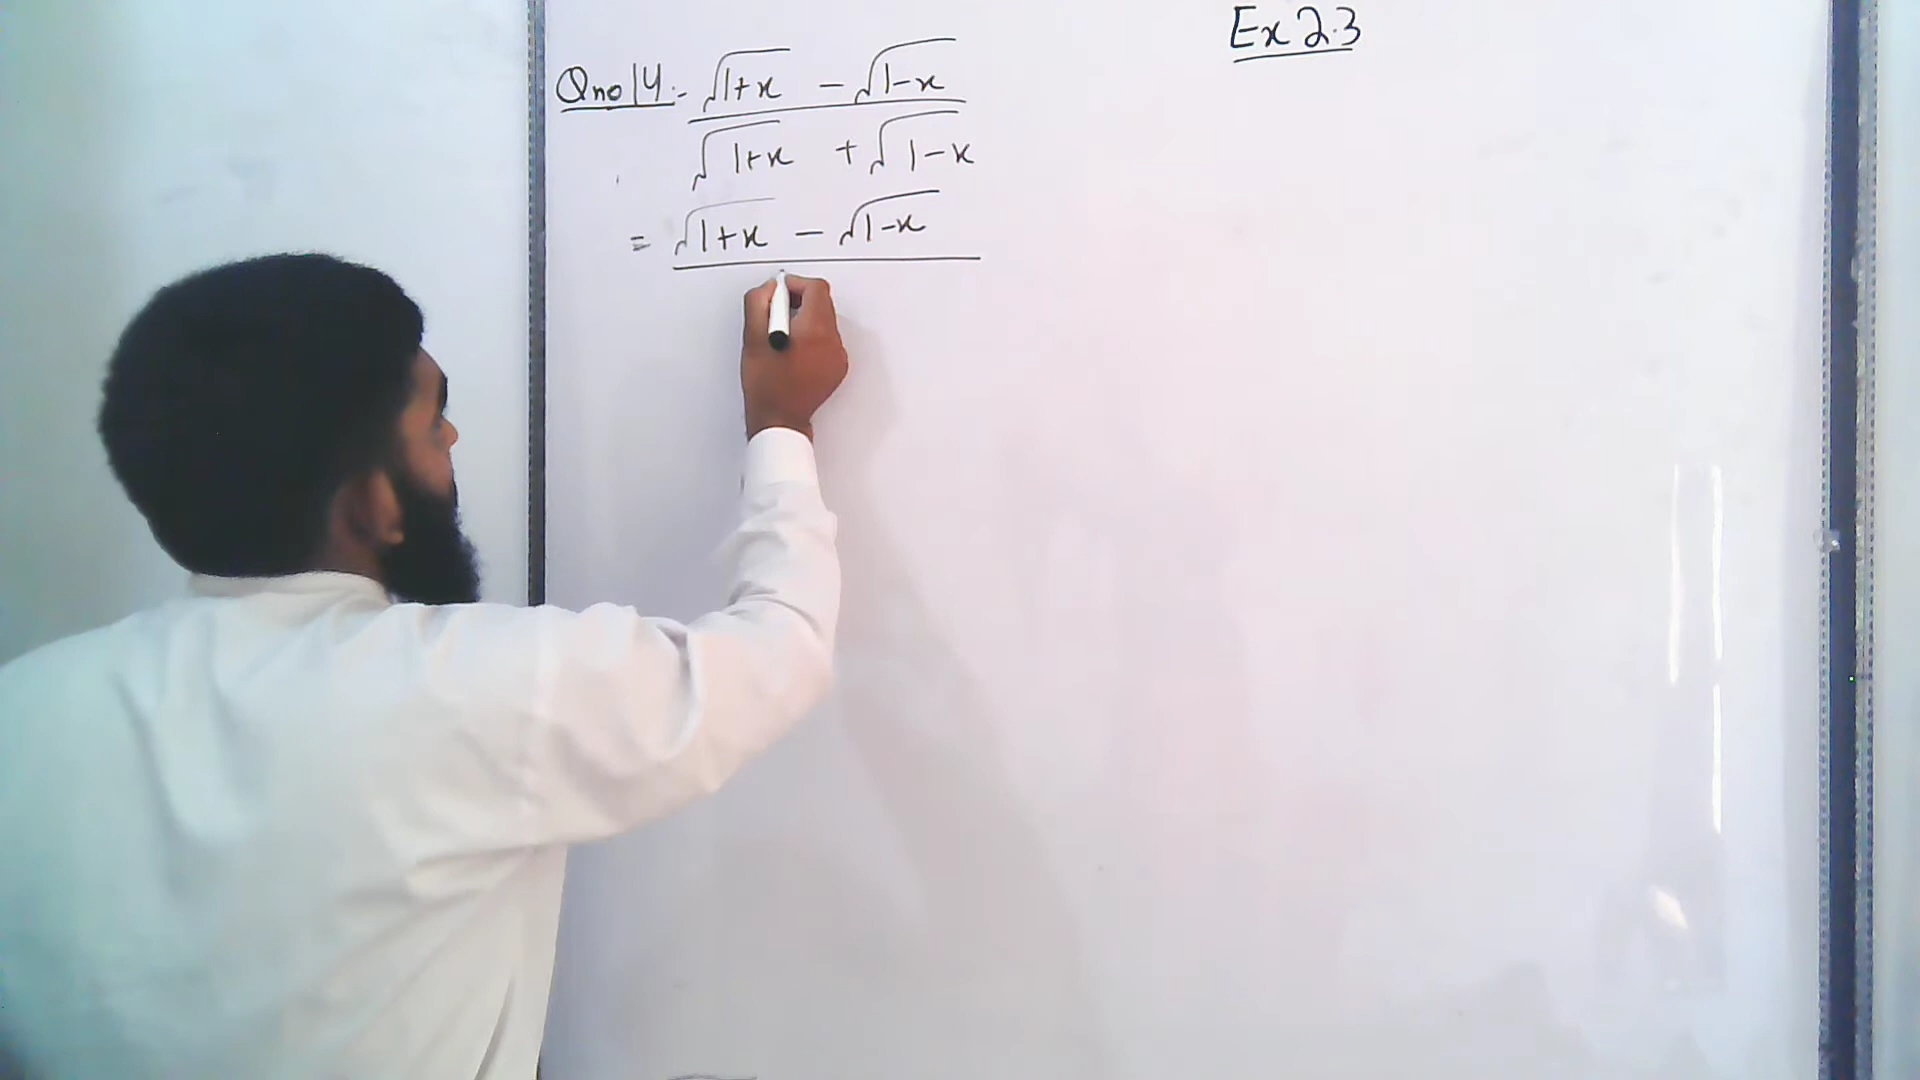 Ex 2.3
Qno 14:- √1+x - √1-x
√1+x + √1-x
= √1+x - √1-x